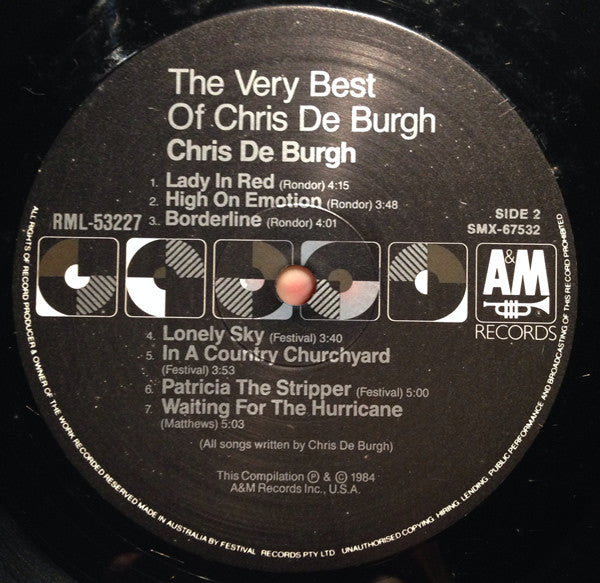 The Very Best
Of Chris De Burgh
Chris De Burgh
1. Lady In Red (Rondor) 4:15
2. High On Emotion (Rondor) 3:48
3. Borderline (Rondor) 4:01
RML-53227
SIDE 2
SMX-67532
A&M
RECORDS
4. Lonely Sky (Festival) 3:40
5. In A Country Churchyard
(Festival) 3:53
6. Patricia The Stripper (Festival) 5:00
7. Waiting For The Hurricane
(Matthews) 5:03
(All songs written by Chris De Burgh)
This Compilation Ⓟ & © 1984
A&M Records Inc., U.S.A.
ALL RIGHTS OF RECORD PRODUCER & OWNER OF THE WORK RECORDED RESERVED MADE IN AUSTRALIA BY FESTIVAL RECORDS PTY LTD UNAUTHORISED COPYING, HIRING, LENDING, PUBLIC PERFORMANCE AND BROADCASTING OF THIS RECORD PROHIBITED